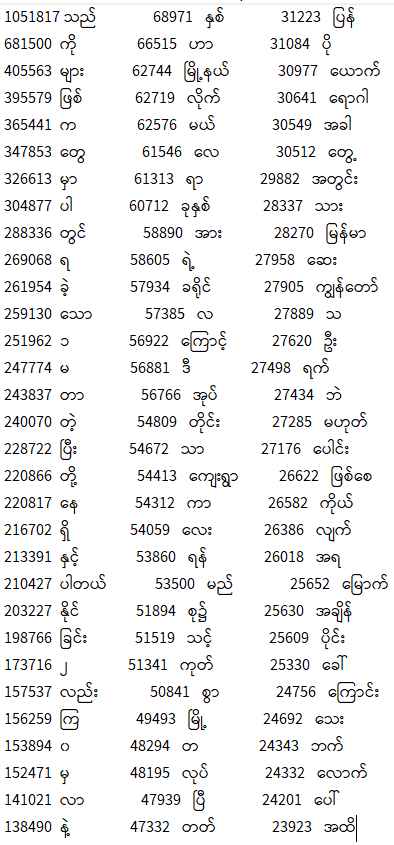 1051817 သည် 68971 နှစ် 31223 ပြန်
681500 ကို 66515 ဟာ 31084 ပို
405563 များ 62744 မြို့နယ် 30977 ယောက်
395579 ဖြစ် 62719 လိုက် 30641 ရောဂါ
365441 က 62576 မယ် 30549 အခါ
347853 တွေ 61546 လေ 30512 တွေ့
326613 မှာ 61313 ရာ 29882 အတွင်း
304877 ပါ 60712 ခုနှစ် 28337 သား
288336 တွင် 58890 အား 28270 မြန်မာ
269068 ရ 58605 ရဲ့ 27958 ဆေး
261954 ခဲ့ 57934 ခရိုင် 27905 ကျွန်တော်
259130 သော 57385 လ 27889 သ
251962 ၁ 56922 ကြောင့် 27620 ဦး
247774 မ 56881 ဒီ 27498 ရက်
243837 တာ 56766 အုပ် 27434 ဘဲ
240070 တဲ့ 54809 တိုင်း 27285 မဟုတ်
228722 ပြီး 54672 သာ 27176 ပေါင်း
220866 တို့ 54413 ကျေးရွာ 26622 ဖြစ်စေ
220817 နေ 54312 ကာ 26582 ကိုယ်
216702 ရှိ 54059 လေး 26386 လျက်
213391 နှင့် 53860 ရန် 26018 အရ
210427 ပါတယ် 53500 မည် 25652 မြောက်
203227 နိုင် 51894 စု၌ 25630 အချိန်
198766 ခြင်း 51519 သင့် 25609 ပိုင်း
173716 ၂ 51341 ကုတ် 25330 ခေါ်
157537 လည်း 50841 စွာ 24756 ကြောင်း
156259 ကြ 49493 မြို့ 24692 သေး
153894 ၀ 48294 တ 24343 ဘက်
152471 မှ 48195 လုပ် 24332 လောက်
141021 လာ 47939 ပြီ 24201 ပေါ်
138490 နဲ့ 47332 တတ် 23923 အထိ